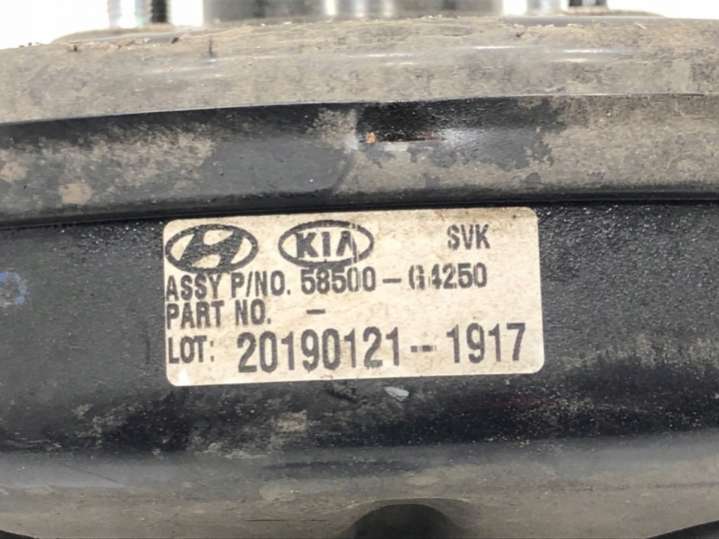 KIA SVK
ASSY P/NO. 58500-G4250
PART NO. -
LOT: 20190121-1917